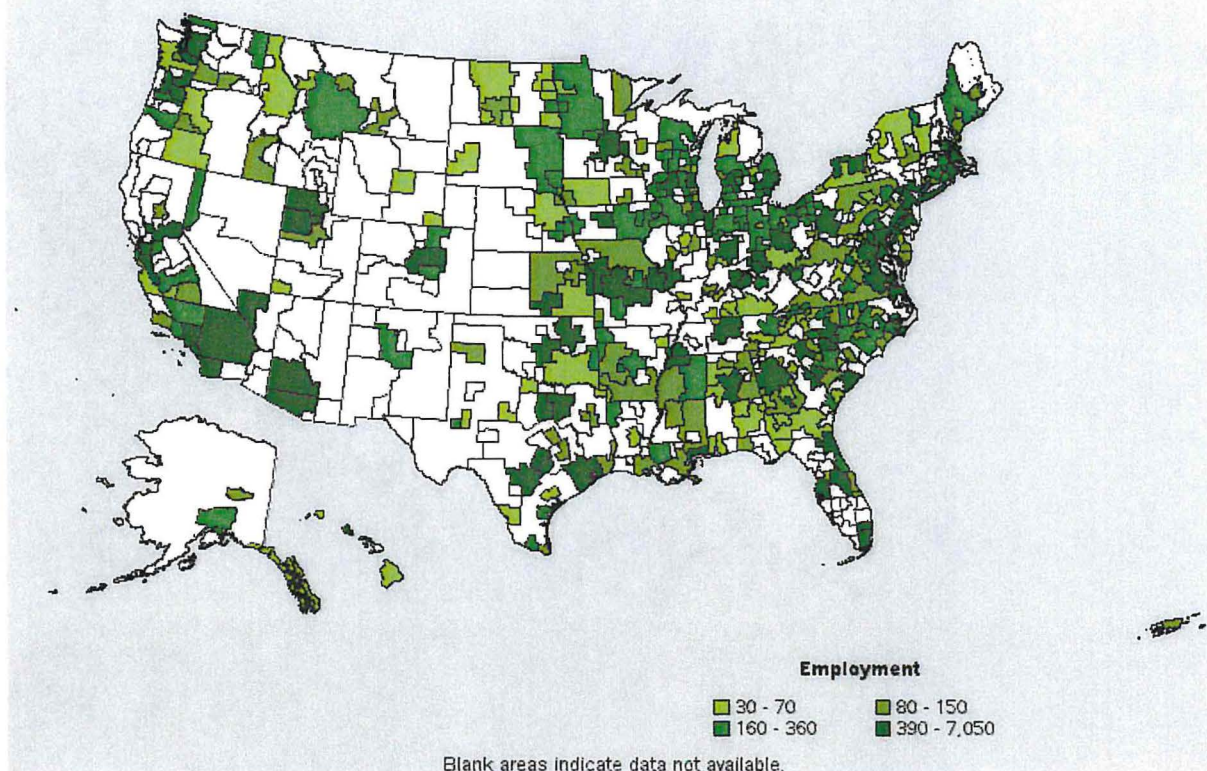 Employment
30 - 70
80 - 150
160 - 360
390 - 7,050
Blank areas indicate data not available.